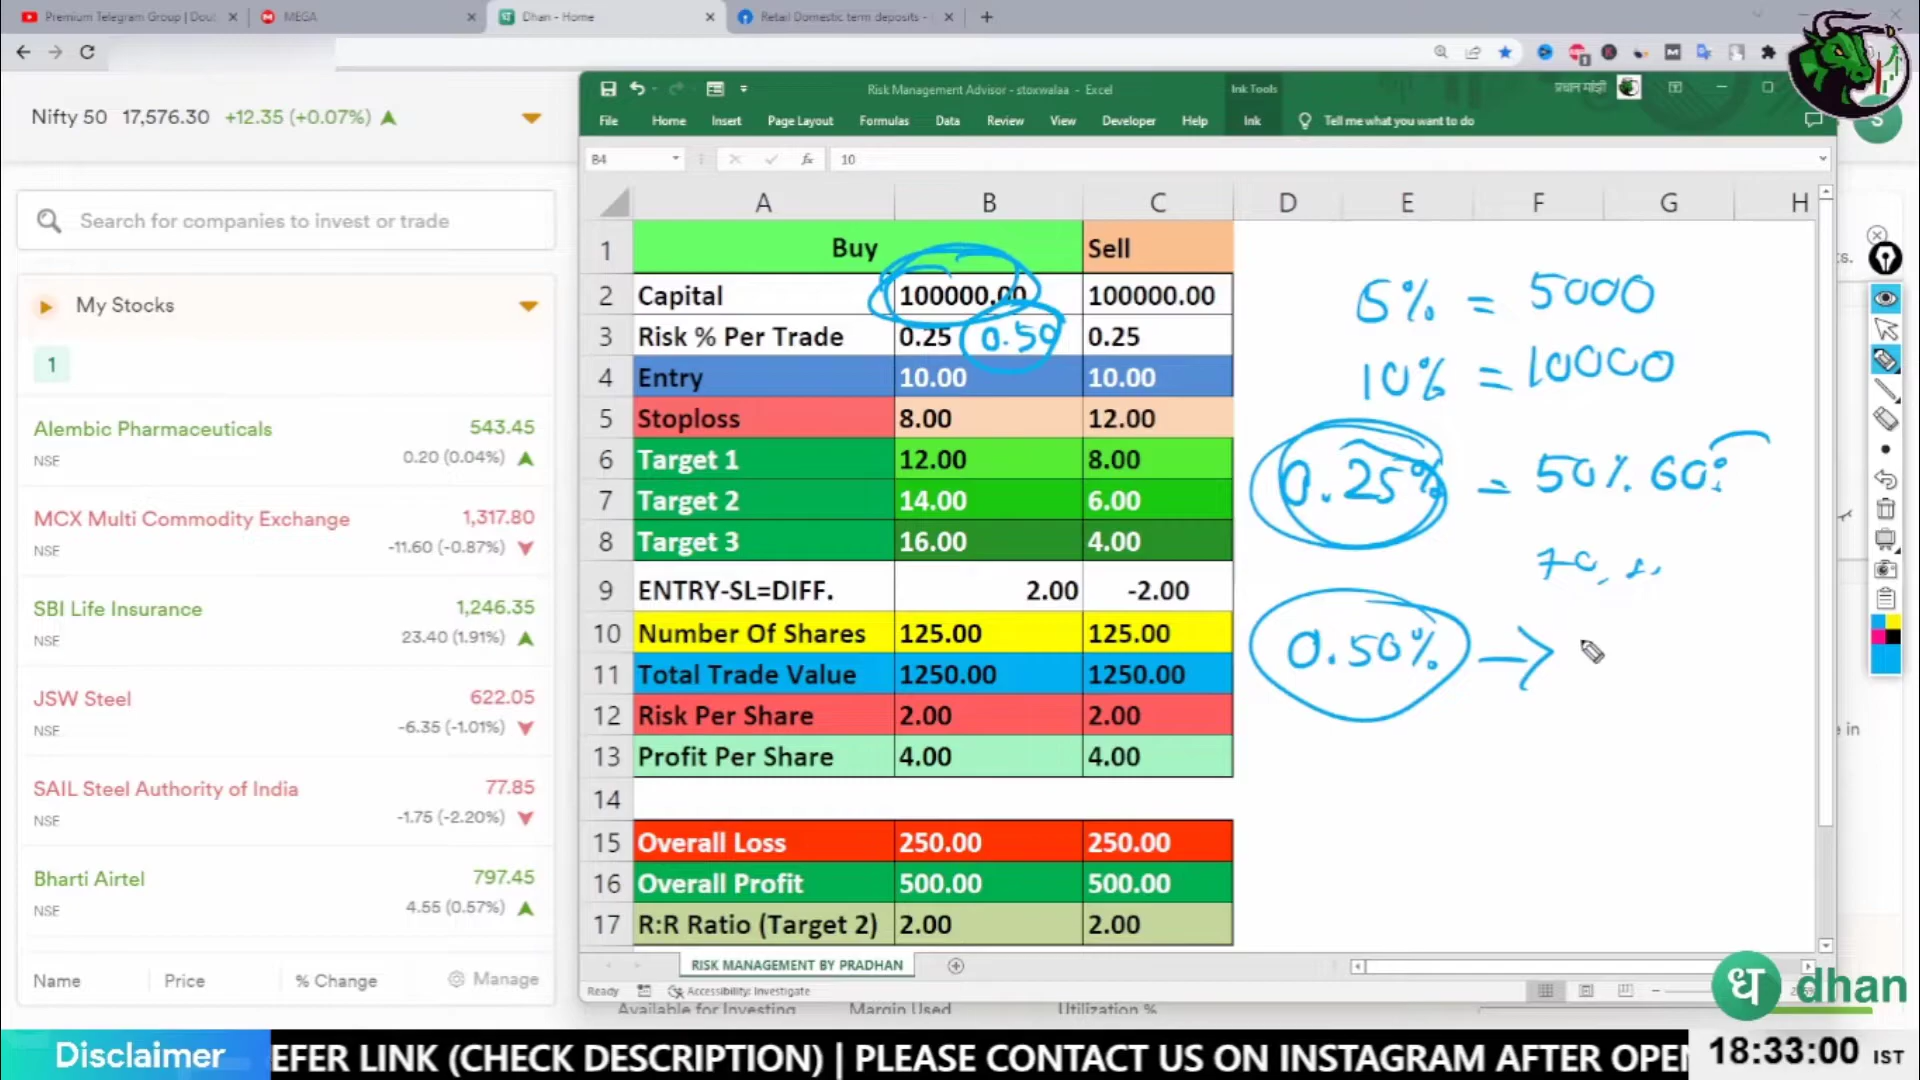 Premium Telegram Group | Dou
MEGA
Dhan - Home
Retail Domestic term deposits -
Nifty 50 17,576.30 +12.35 (+0.07%)
Search for companies to invest or trade
My Stocks
1
Alembic Pharmaceuticals 543.45
NSE 0.20 (0.04%)
MCX Multi Commodity Exchange 1,317.80
NSE -11.60 (-0.87%)
SBI Life Insurance 1,246.35
NSE 23.40 (1.91%)
JSW Steel 622.05
NSE -6.35 (-1.01%)
SAIL Steel Authority of India 77.85
NSE -1.75 (-2.20%)
Bharti Airtel 797.45
NSE 4.55 (0.57%)
Name Price % Change Manage
Risk Management Advisor - stoxwalaa - Excel
Ink Tools
प्रधान मांझी
File Home Insert Page Layout Formulas Data Review View Developer Help Ink Tell me what you want to do
B4 fx 10
A B C D E F G H
1 Buy Sell
2 Capital 100000.00 100000.00
3 Risk % Per Trade 0.25 0.50 0.25
4 Entry 10.00 10.00
5 Stoploss 8.00 12.00
6 Target 1 12.00 8.00
7 Target 2 14.00 6.00
8 Target 3 16.00 4.00
9 ENTRY-SL=DIFF. 2.00 -2.00
10 Number Of Shares 125.00 125.00
11 Total Trade Value 1250.00 1250.00
12 Risk Per Share 2.00 2.00
13 Profit Per Share 4.00 4.00
14
15 Overall Loss 250.00 250.00
16 Overall Profit 500.00 500.00
17 R:R Ratio (Target 2) 2.00 2.00
5% = 5000
10% = 10000
0.25% = 50%. 60
0.50% →
RISK MANAGEMENT BY PRADHAN
Ready Accessibility: Investigate
Available for Investing Margin Used Utilization %
S
s.
e in
ध dhan
Disclaimer
EFER LINK (CHECK DESCRIPTION) | PLEASE CONTACT US ON INSTAGRAM AFTER OPEN
18:33:00 IST